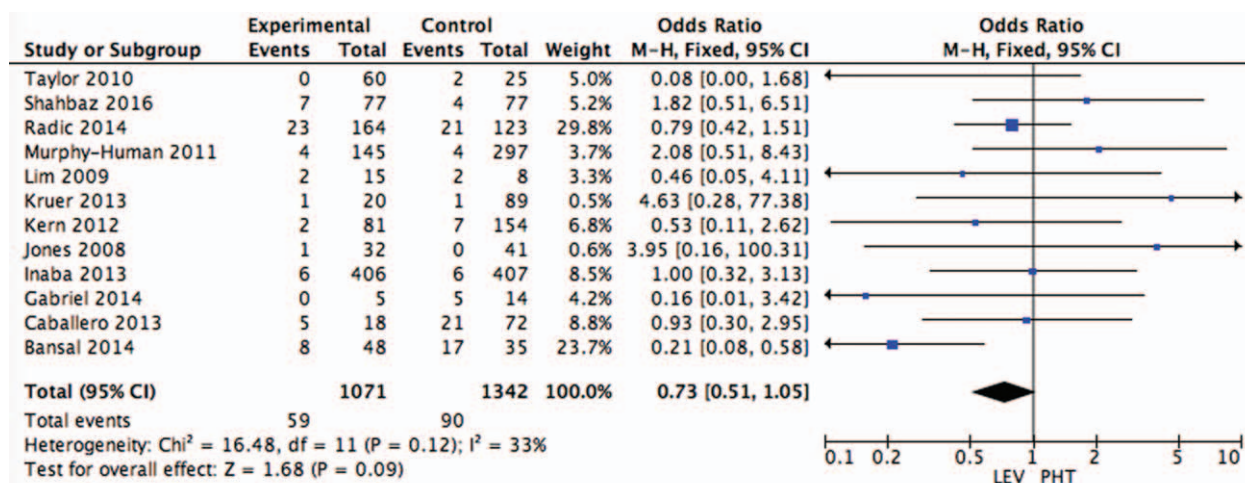 Experimental Control Odds Ratio Odds Ratio
Study or Subgroup Events Total Events Total Weight M-H, Fixed, 95% CI M-H, Fixed, 95% CI
Taylor 2010 0 60 2 25 5.0% 0.08 [0.00, 1.68]
Shahbaz 2016 7 77 4 77 5.2% 1.82 [0.51, 6.51]
Radic 2014 23 164 21 123 29.8% 0.79 [0.42, 1.51]
Murphy-Human 2011 4 145 4 297 3.7% 2.08 [0.51, 8.43]
Lim 2009 2 15 2 8 3.3% 0.46 [0.05, 4.11]
Kruer 2013 1 20 1 89 0.5% 4.63 [0.28, 77.38]
Kern 2012 2 81 7 154 6.8% 0.53 [0.11, 2.62]
Jones 2008 1 32 0 41 0.6% 3.95 [0.16, 100.31]
Inaba 2013 6 406 6 407 8.5% 1.00 [0.32, 3.13]
Gabriel 2014 0 5 5 14 4.2% 0.16 [0.01, 3.42]
Caballero 2013 5 18 21 72 8.8% 0.93 [0.30, 2.95]
Bansal 2014 8 48 17 35 23.7% 0.21 [0.08, 0.58]
Total (95% CI) 1071 1342 100.0% 0.73 [0.51, 1.05]
Total events 59 90
Heterogeneity: Chi² = 16.48, df = 11 (P = 0.12); I² = 33%
Test for overall effect: Z = 1.68 (P = 0.09)
0.1 0.2 0.5 1 2 5 10
LEV PHT